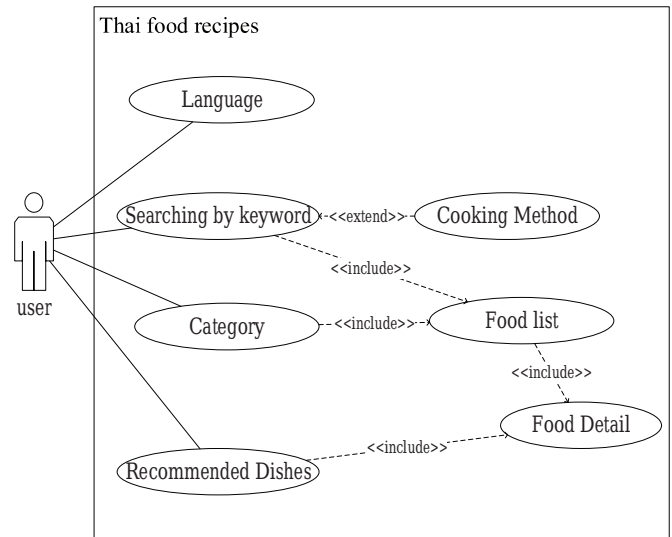 Thai food recipes
Language
Searching by keyword
<<extend>>
Cooking Method
<<include>>
user
Category
<<include>>
Food list
<<include>>
Food Detail
<<include>>
Recommended Dishes